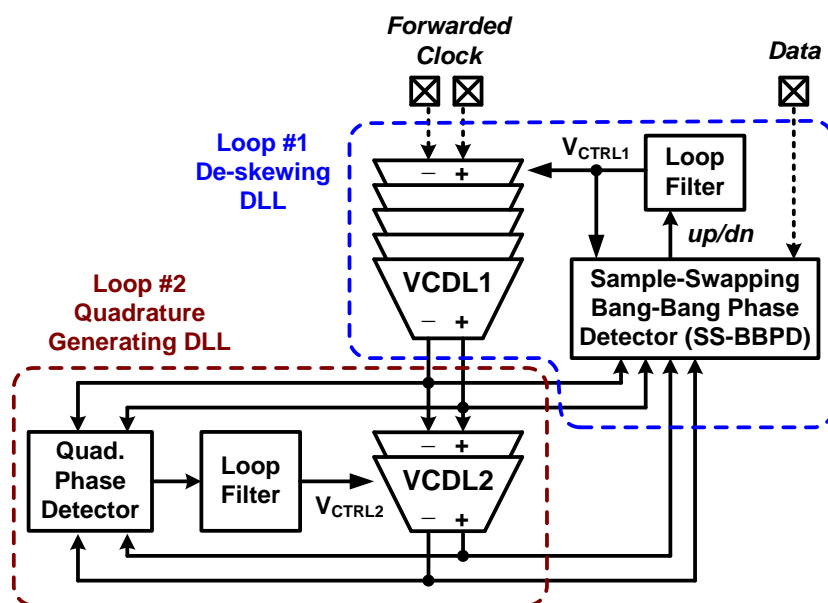 Forwarded
Clock
Data
Loop #1
De-skewing
DLL
VCTRL1
Loop
Filter
– +
up/dn
VCDL1
– +
Sample-Swapping
Bang-Bang Phase
Detector (SS-BBPD)
Loop #2
Quadrature
Generating DLL
Quad.
Phase
Detector
Loop
Filter
VCTRL2
– +
VCDL2
– +